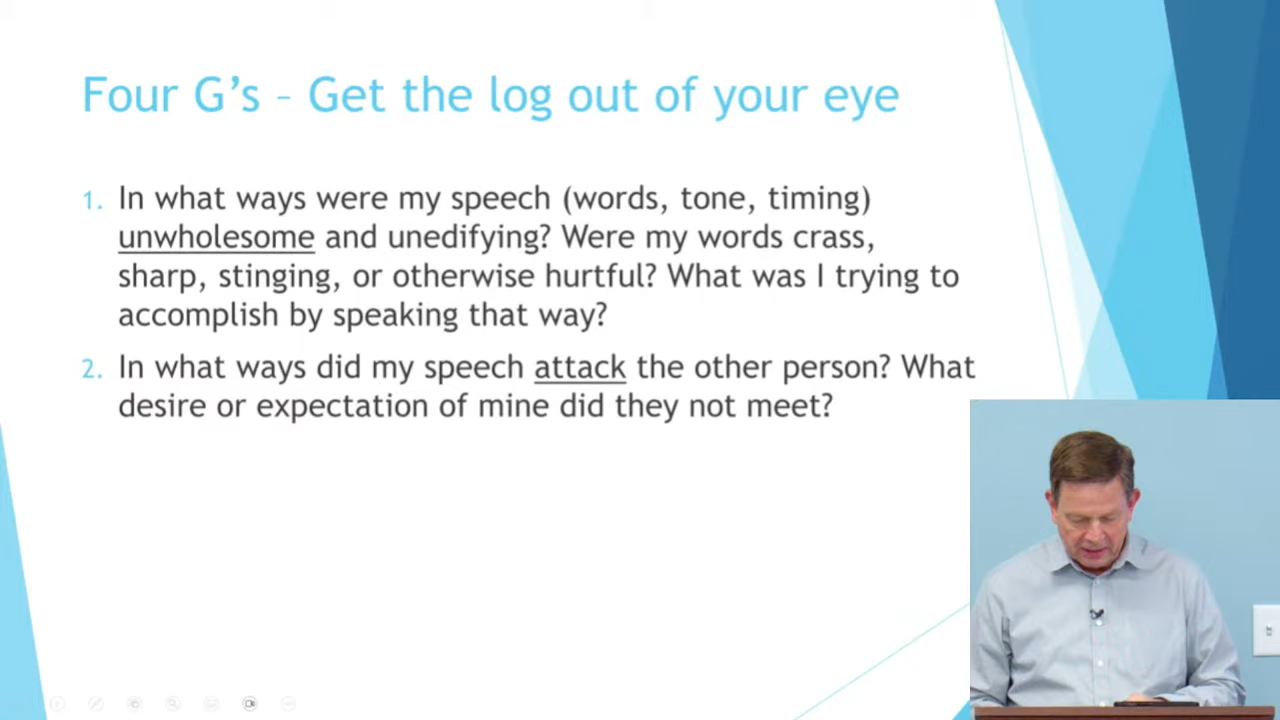 Four G’s – Get the log out of your eye
1. In what ways were my speech (words, tone, timing)
unwholesome and unedifying? Were my words crass,
sharp, stinging, or otherwise hurtful? What was I trying to
accomplish by speaking that way?
2. In what ways did my speech attack the other person? What
desire or expectation of mine did they not meet?